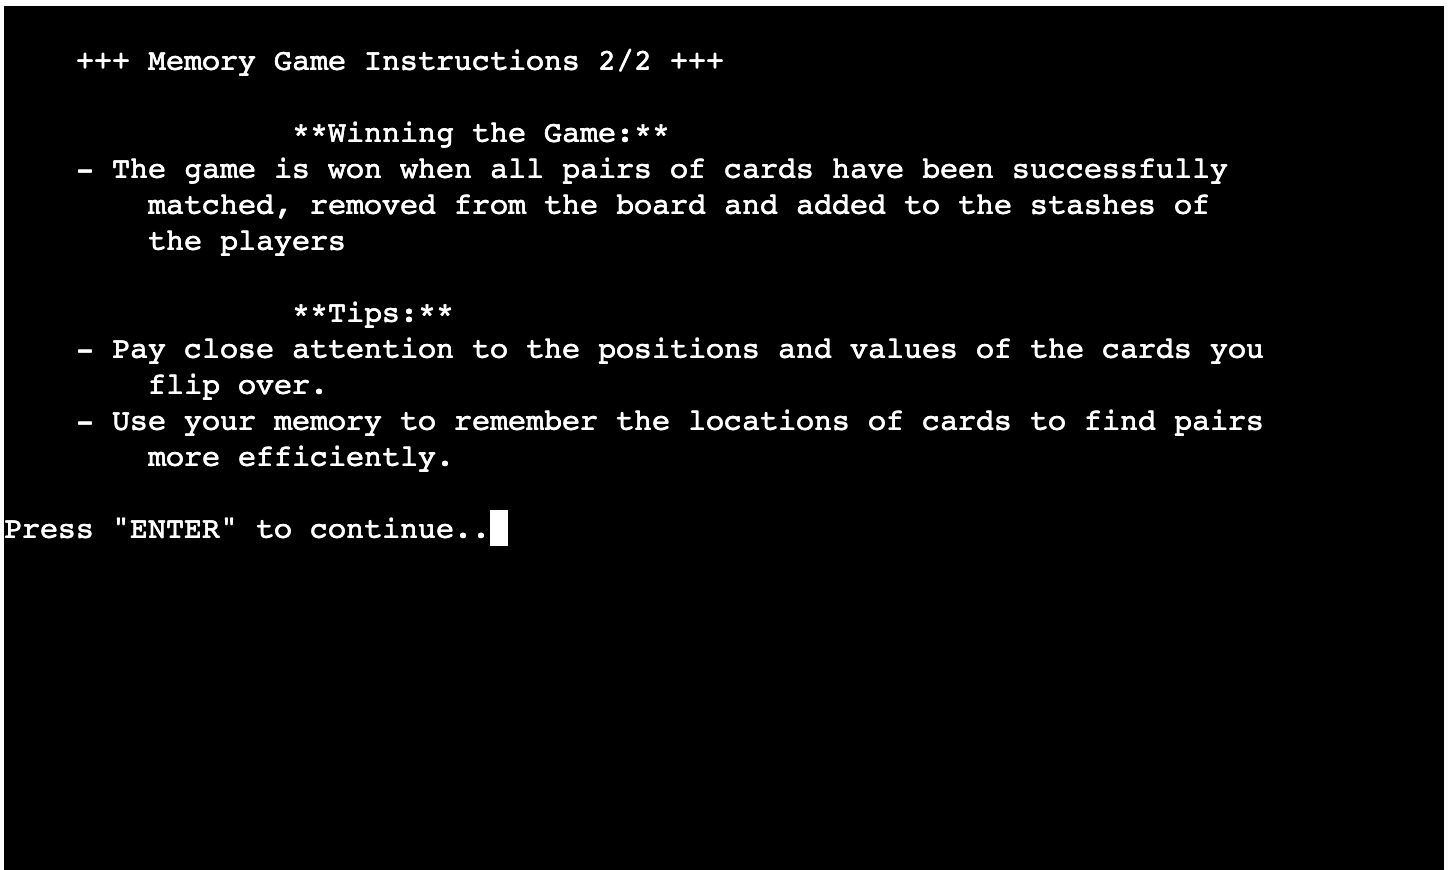 +++ Memory Game Instructions 2/2 +++
**Winning the Game:**
- The game is won when all pairs of cards have been successfully
matched, removed from the board and added to the stashes of
the players
**Tips:**
- Pay close attention to the positions and values of the cards you
flip over.
- Use your memory to remember the locations of cards to find pairs
more efficiently.
Press "ENTER" to continue..